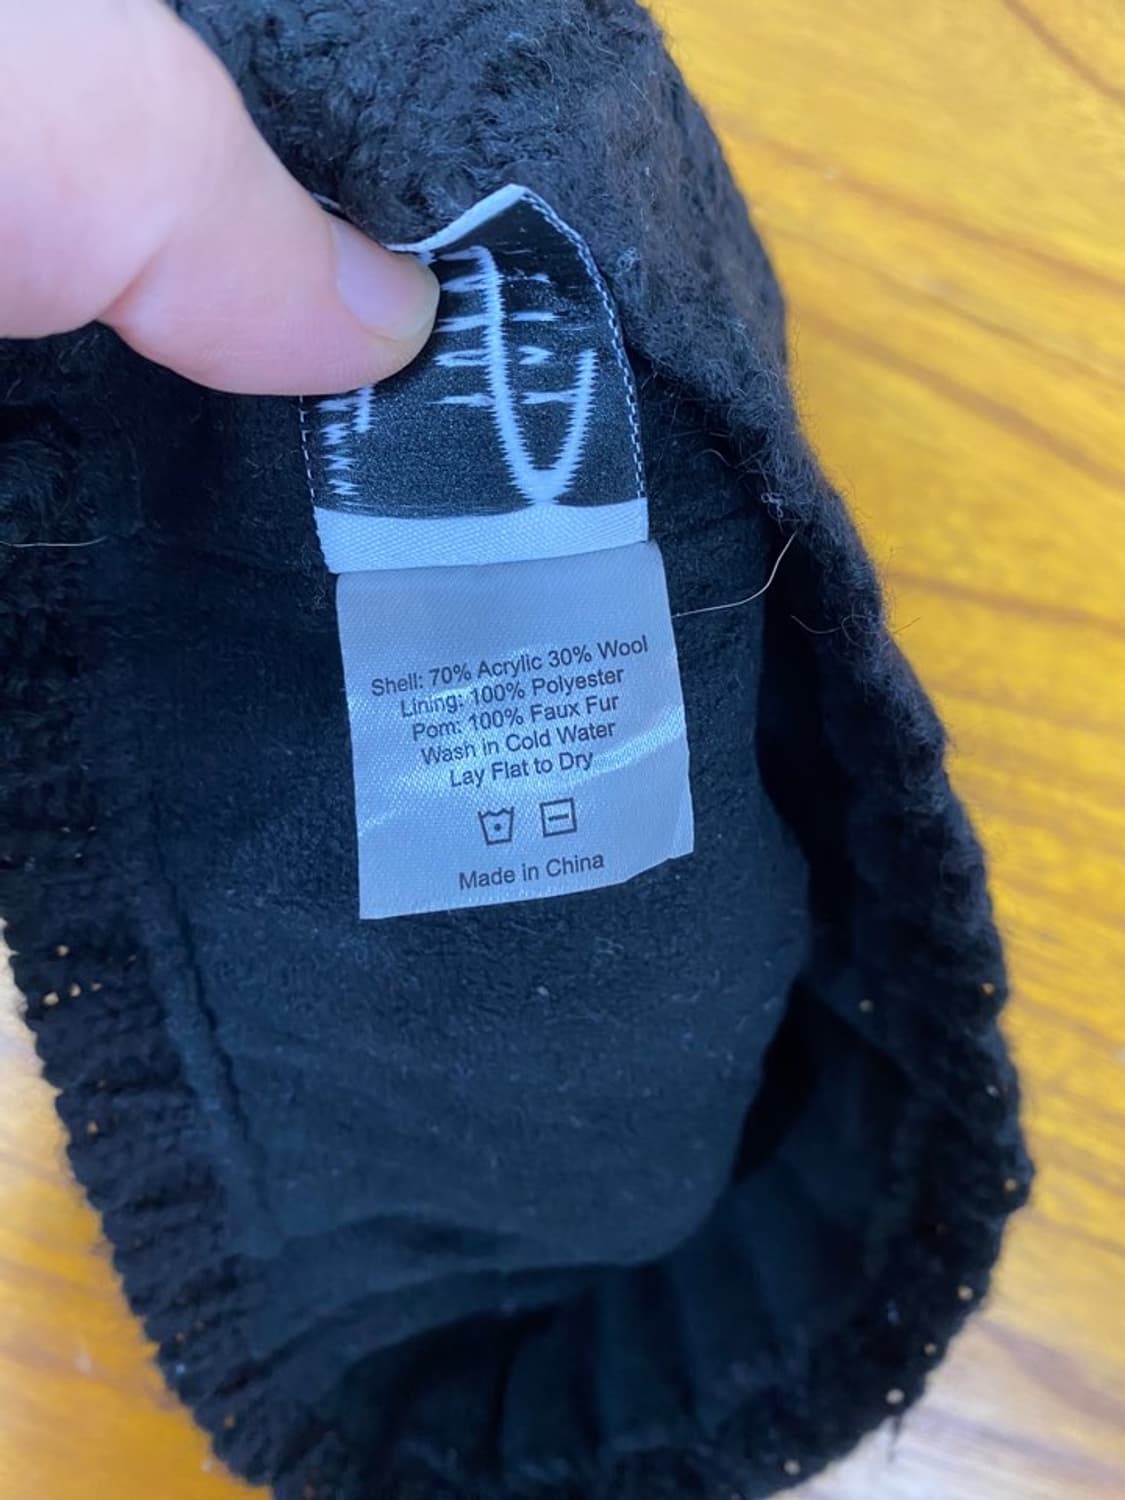 Shell: 70% Acrylic 30% Wool
Lining: 100% Polyester
Pom: 100% Faux Fur
Wash in Cold Water
Lay Flat to Dry
Made in China